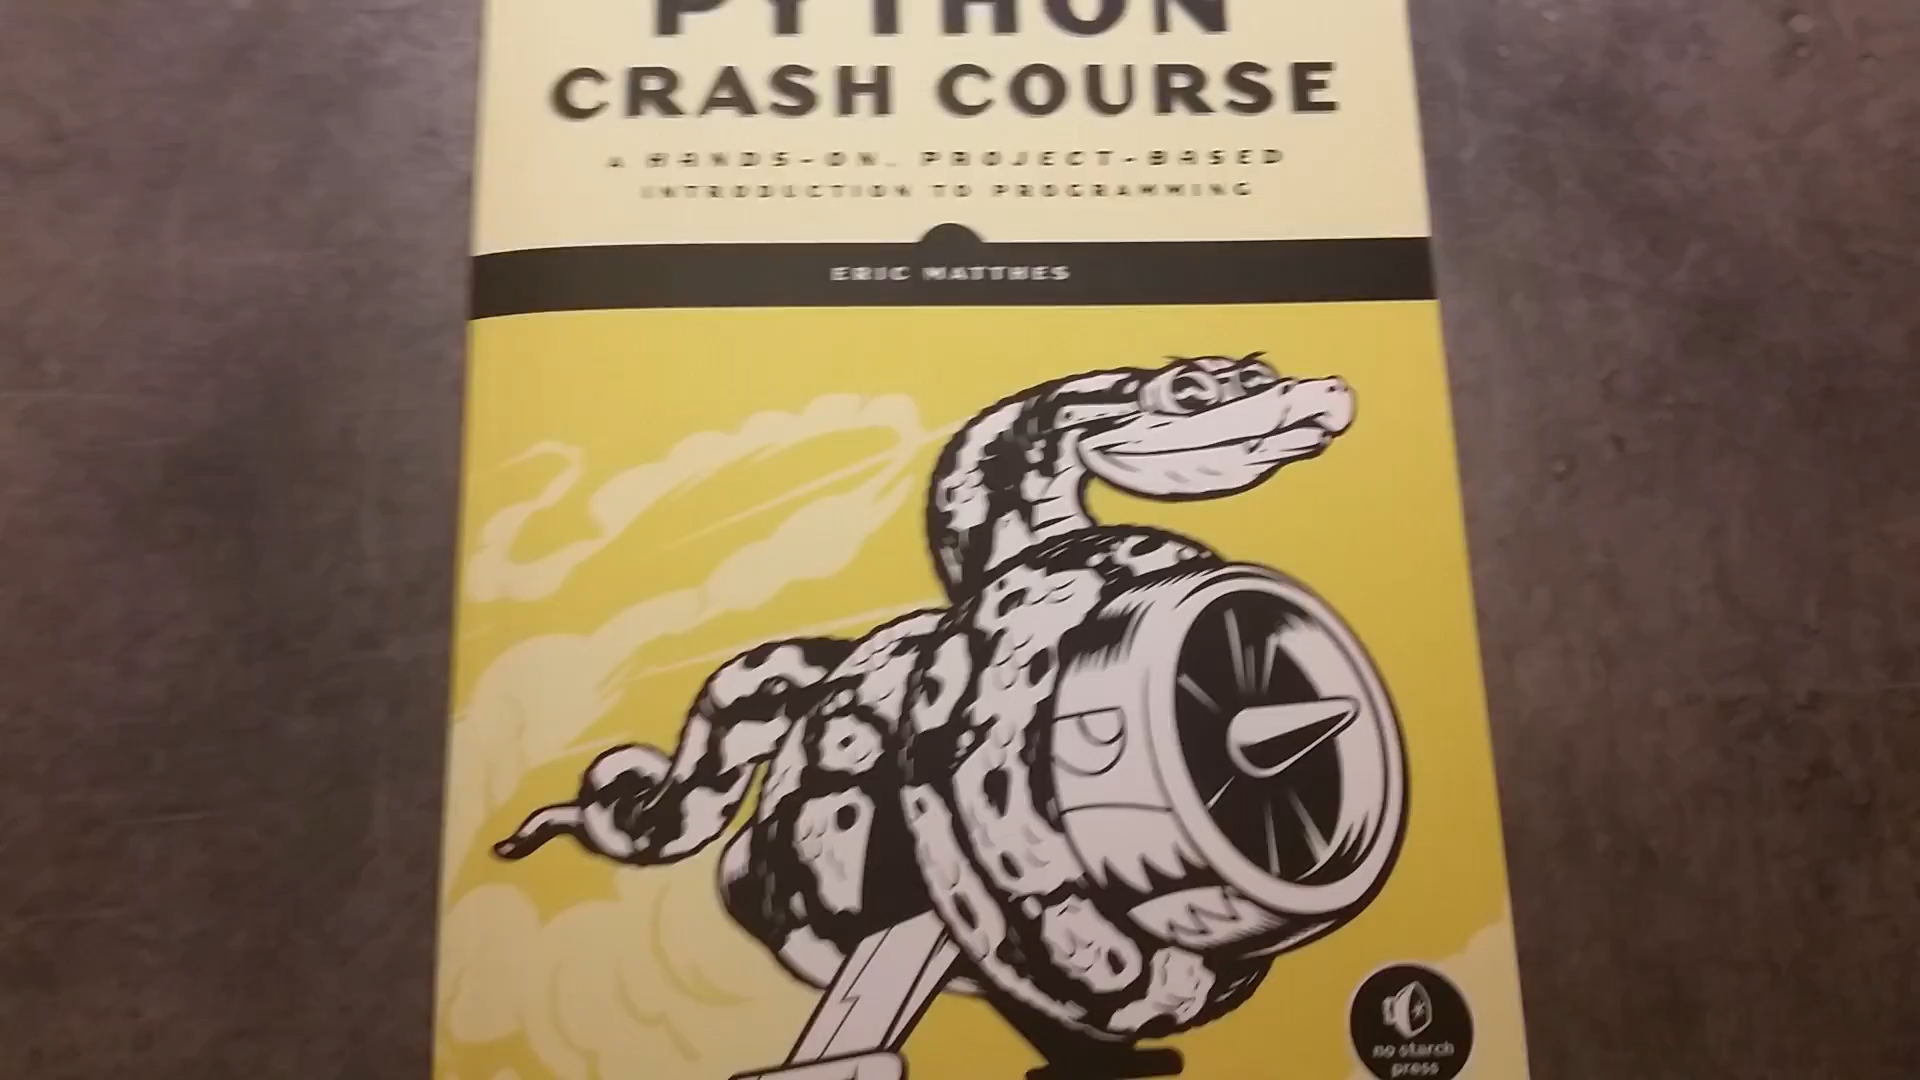 PYTHON
CRASH COURSE
A HANDS-ON, PROJECT-BASED
INTRODUCTION TO PROGRAMMING
ERIC MATTHES
no starch
press